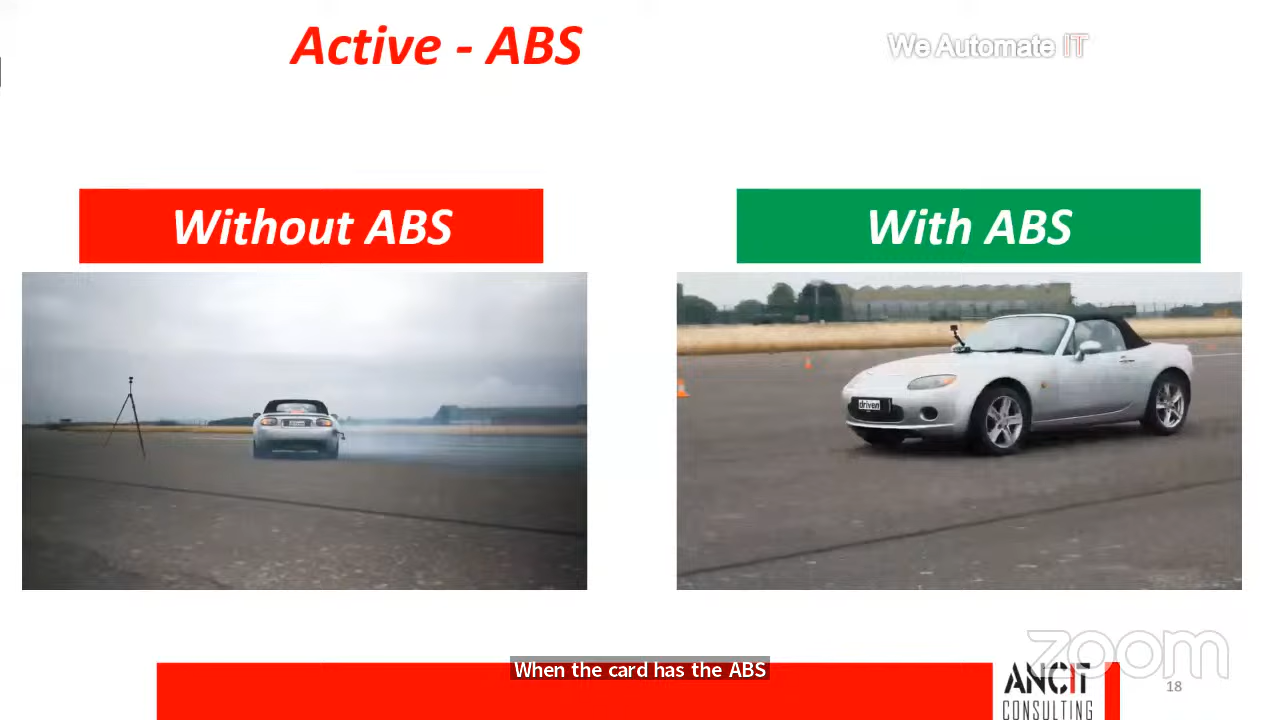 Active - ABS
We Automate IT
Without ABS
With ABS
driven
When the card has the ABS
ANCIT
CONSULTING
zoom
18